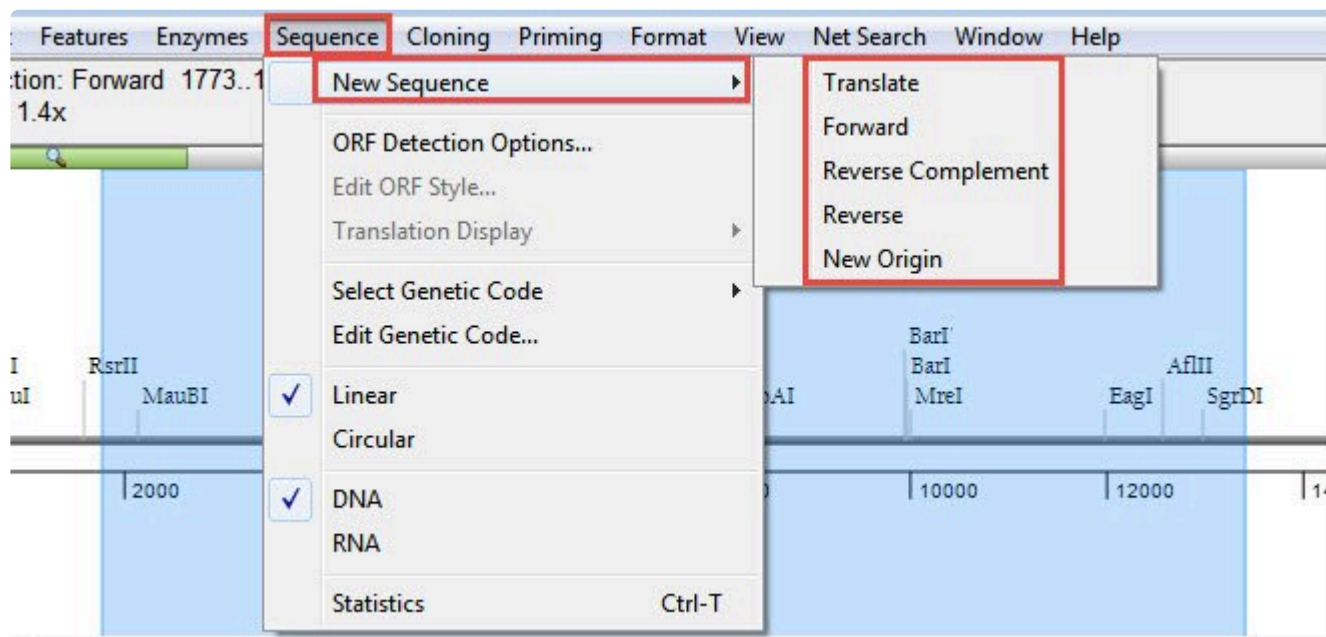 : Features Enzymes Sequence Cloning Priming Format View Net Search Window Help
ction: Forward 1773..1
1.4x
New Sequence
ORF Detection Options...
Edit ORF Style...
Translation Display
Select Genetic Code
Edit Genetic Code...
Linear
Circular
DNA
RNA
Statistics Ctrl-T
Translate
Forward
Reverse Complement
Reverse
New Origin
BarI'
I RsrII BarI AflII
uI MauBI AI MreI EagI SgrDI
2000 10000 12000 1